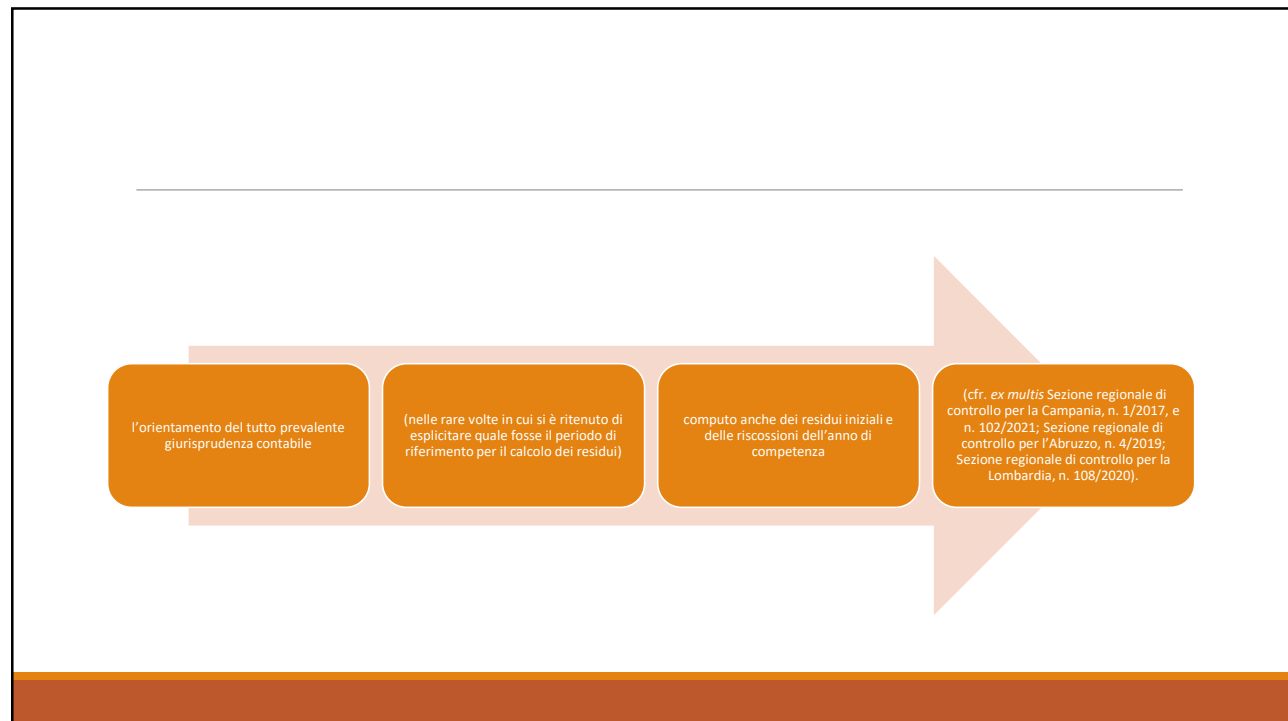 l’orientamento del tutto prevalente
giurisprudenza contabile
(nelle rare volte in cui si è ritenuto di
esplicitare quale fosse il periodo di
riferimento per il calcolo dei residui)
computo anche dei residui iniziali e
delle riscossioni dell’anno di
competenza
(cfr. ex multis Sezione regionale di
controllo per la Campania, n. 1/2017, e
n. 102/2021; Sezione regionale di
controllo per l’Abruzzo, n. 4/2019;
Sezione regionale di controllo per la
Lombardia, n. 108/2020).